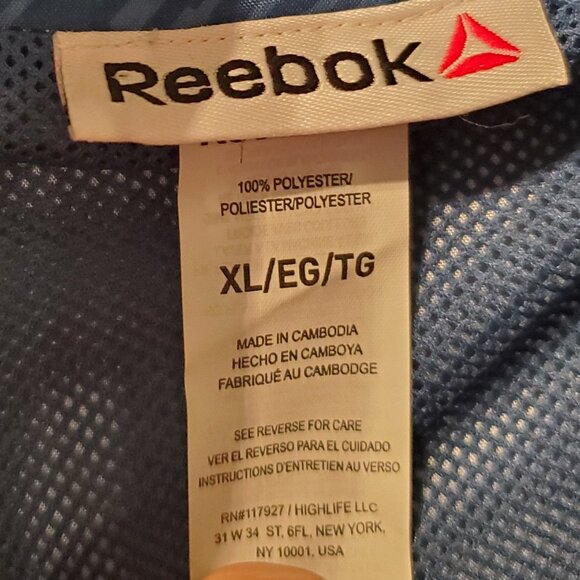 Reebok
100% POLYESTER/
POLIESTER/POLYESTER
XL/EG/TG
MADE IN CAMBODIA
HECHO EN CAMBOYA
FABRIQUÉ AU CAMBODGE
SEE REVERSE FOR CARE
VER EL REVERSO PARA EL CUIDADO
INSTRUCTIONS D'ENTRETIEN AU VERSO
RN#117927 / HIGHLIFE LLC
31 W 34 ST, 6FL, NEW YORK,
NY 10001, USA